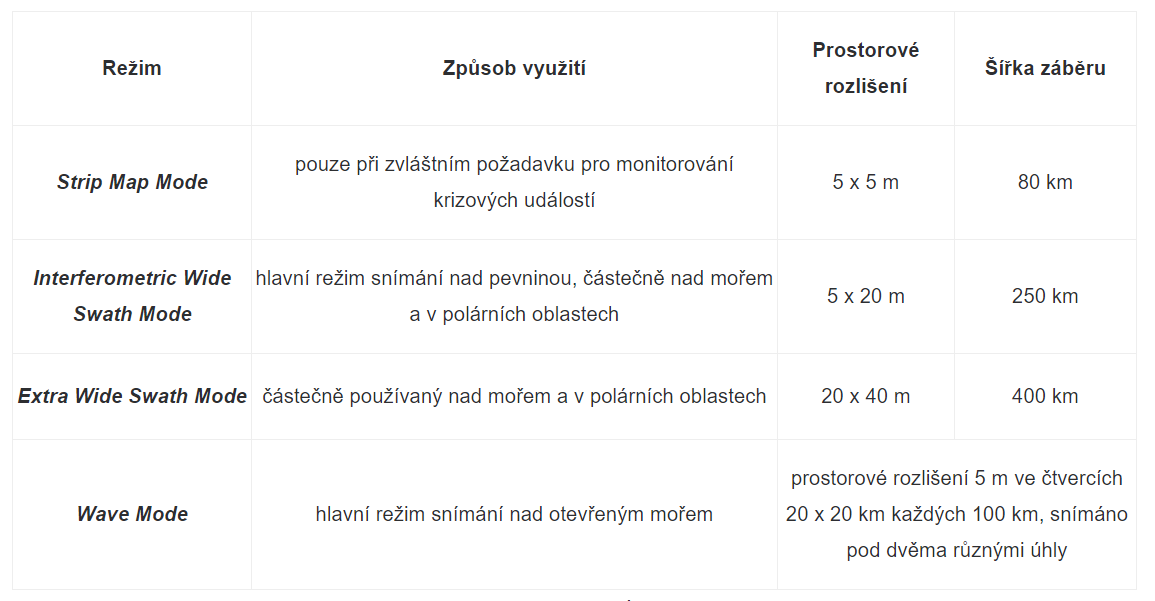 Režim
Způsob využití
Prostorové
rozlišení
Šířka záběru
Strip Map Mode
pouze při zvláštním požadavku pro monitorování
krizových událostí
5 x 5 m
80 km
Interferometric Wide
Swath Mode
hlavní režim snímání nad pevninou, částečně nad mořem
a v polárních oblastech
5 x 20 m
250 km
Extra Wide Swath Mode
částečně používaný nad mořem a v polárních oblastech
20 x 40 m
400 km
Wave Mode
hlavní režim snímání nad otevřeným mořem
prostorové rozlišení 5 m ve čtvercích
20 x 20 km každých 100 km, snímáno
pod dvěma různými úhly